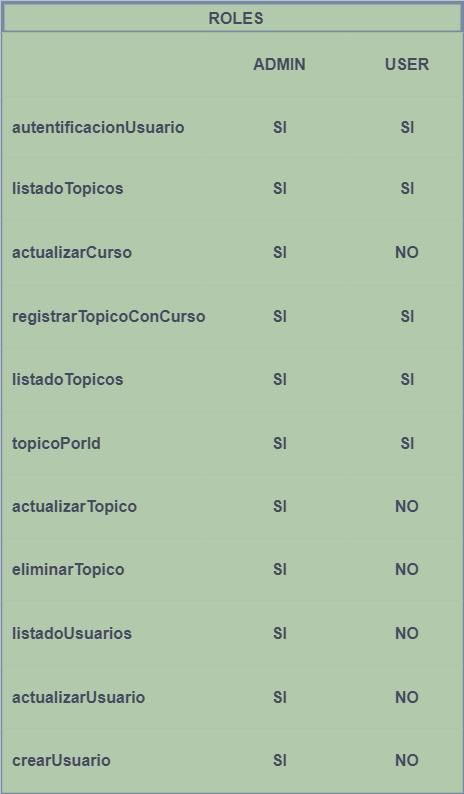 ROLES
ADMIN USER
autentificacionUsuario SI SI
listadoTopicos SI SI
actualizarCurso SI NO
registrarTopicoConCurso SI SI
listadoTopicos SI SI
topicoPorId SI SI
actualizarTopico SI NO
eliminarTopico SI NO
listadoUsuarios SI NO
actualizarUsuario SI NO
crearUsuario SI NO